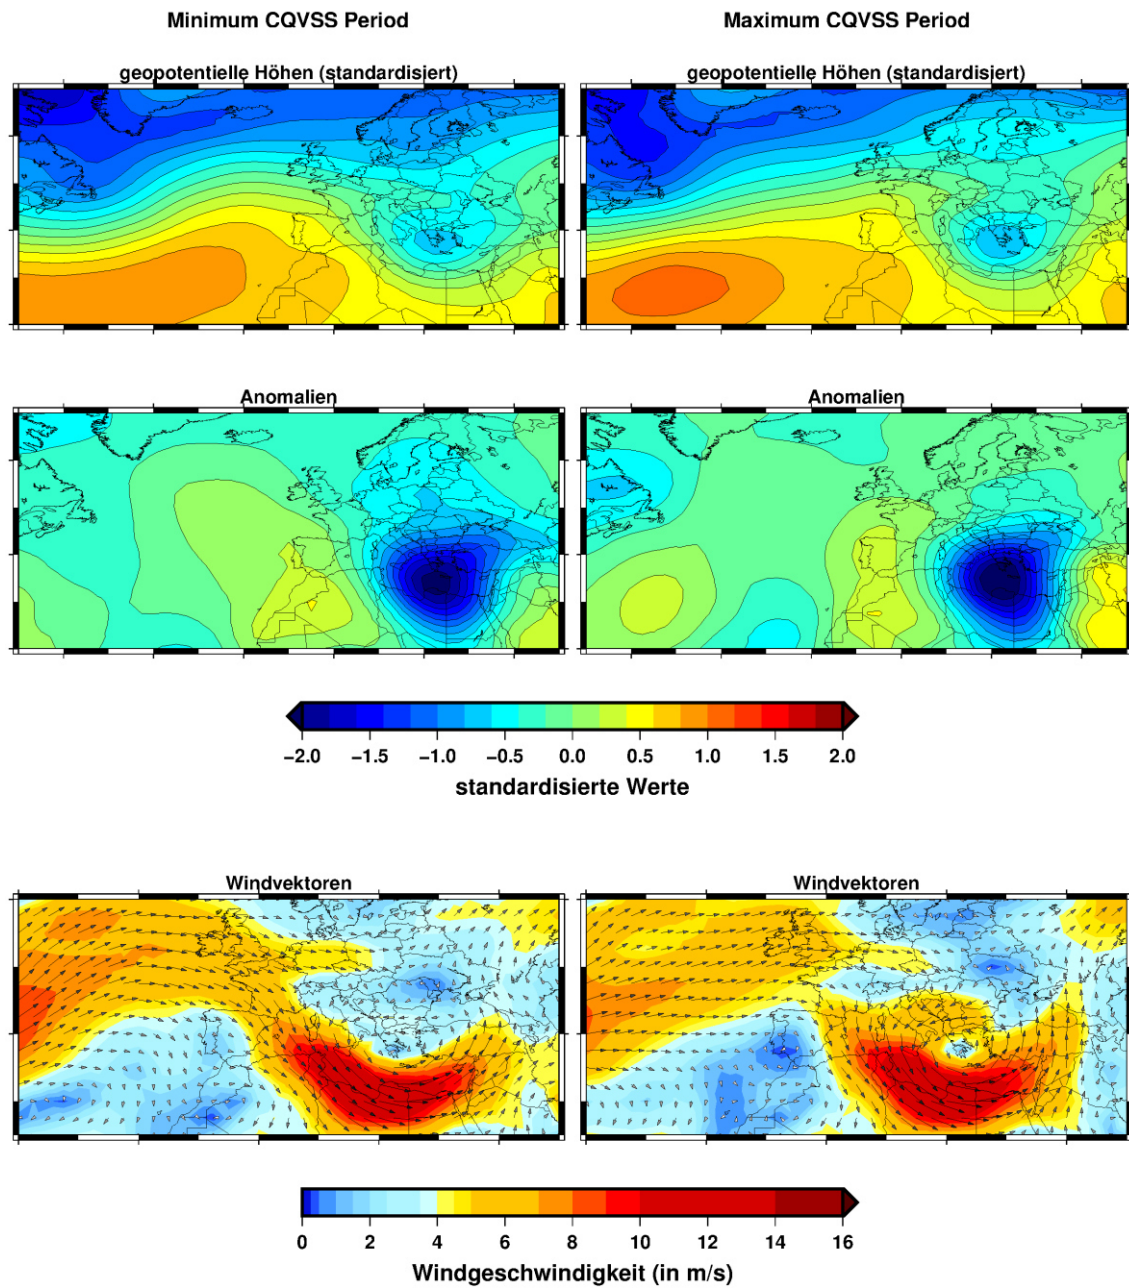 Minimum CQVSS Period
Maximum CQVSS Period
geopotentielle Höhen (standardisiert)
geopotentielle Höhen (standardisiert)
Anomalien
Anomalien
−2.0 −1.5 −1.0 −0.5 0.0 0.5 1.0 1.5 2.0
standardisierte Werte
Windvektoren
Windvektoren
0 2 4 6 8 10 14 16
Windgeschwindigkeit (in m/s)